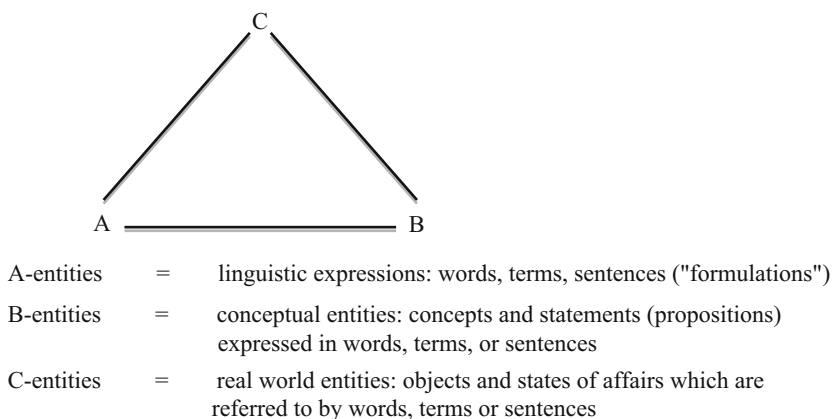 C
A
B
A-entities = linguistic expressions: words, terms, sentences ("formulations")
B-entities = conceptual entities: concepts and statements (propositions)
expressed in words, terms, or sentences
C-entities = real world entities: objects and states of affairs which are
referred to by words, terms or sentences